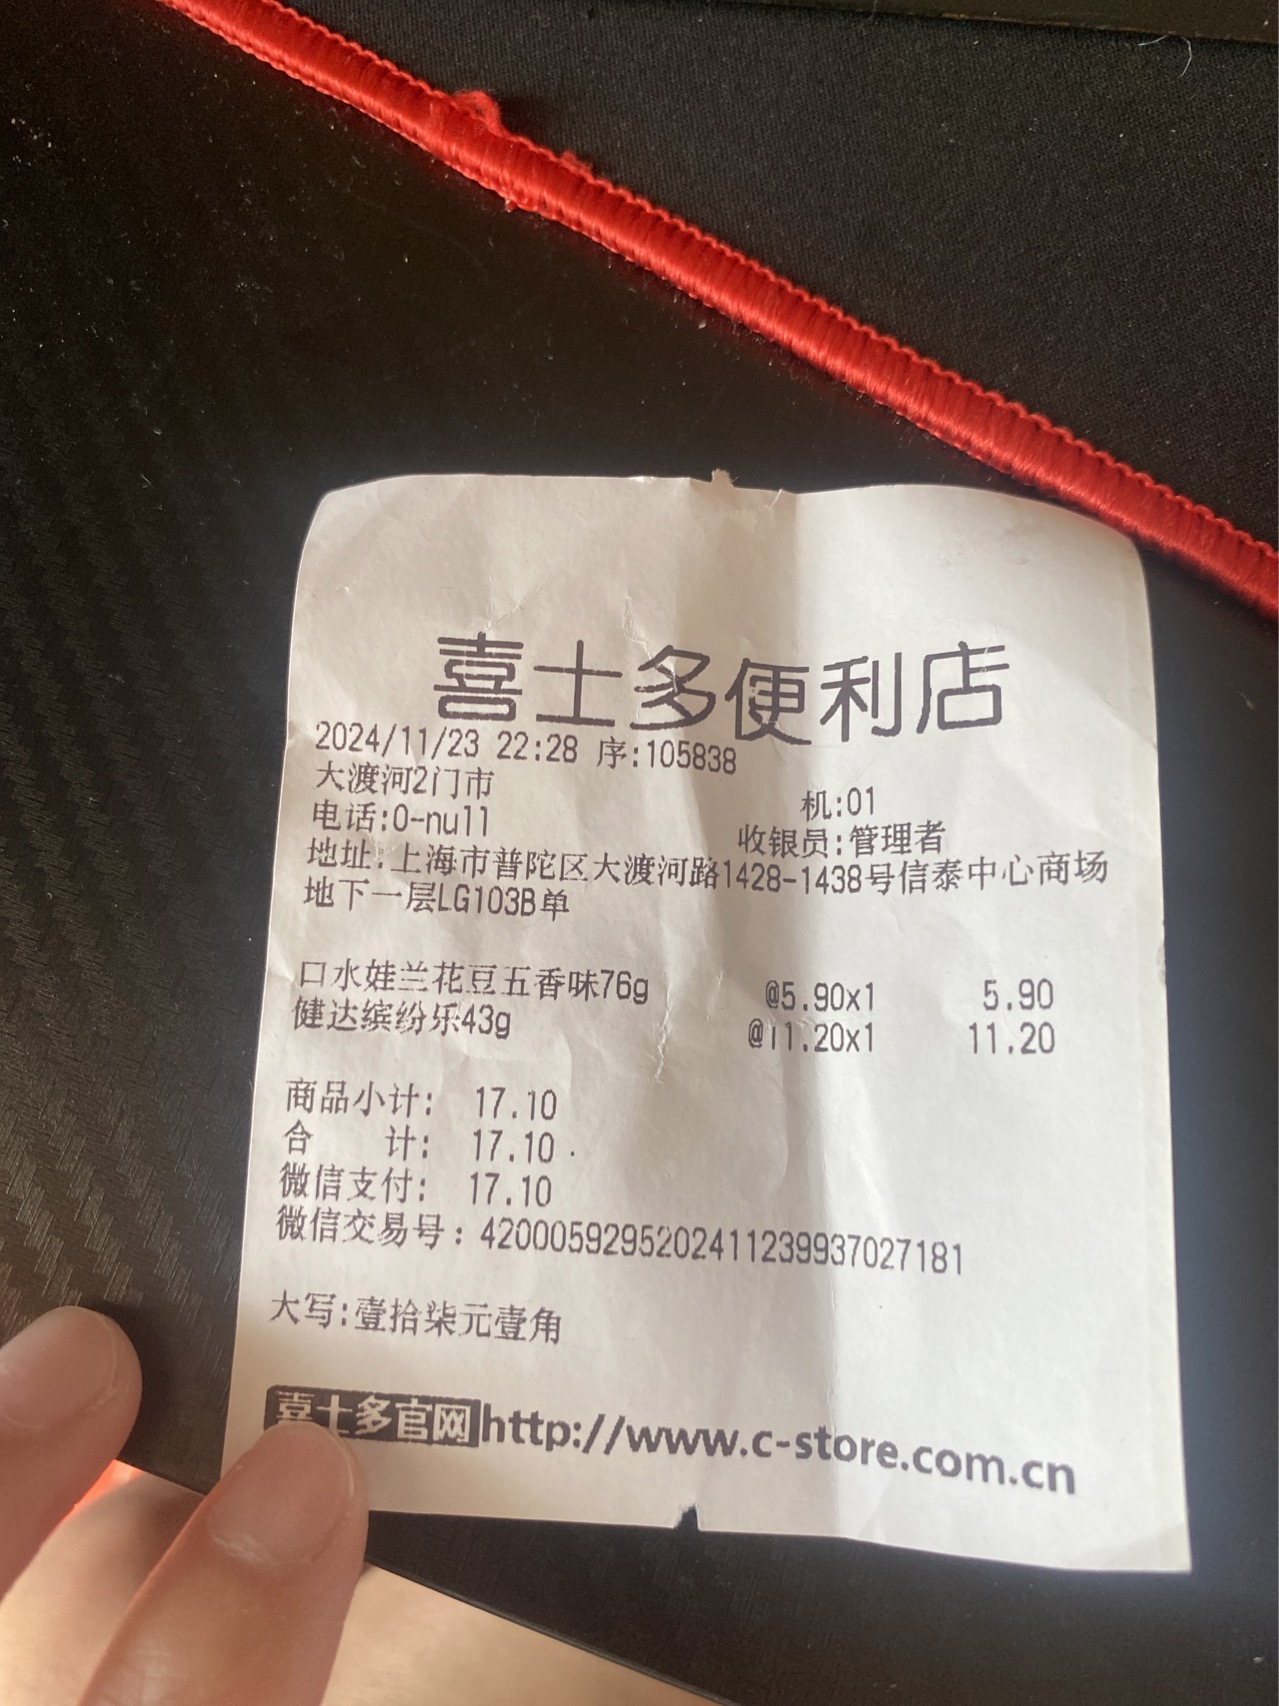 喜士多便利店
2024/11/23 22:28 序:105838
大渡河2门市 机:01
电话:0-null 收银员:管理者
地址:上海市普陀区大渡河路1428-1438号信泰中心商场
地下一层LG103B单
口水娃兰花豆五香味76g @5.90x1 5.90
健达缤纷乐43g @11.20x1 11.20
商品小计: 17.10
合 计: 17.10
微信支付: 17.10
微信交易号:4200059295202411239937027181
大写:壹拾柒元壹角
喜士多官网http://www.c-store.com.cn